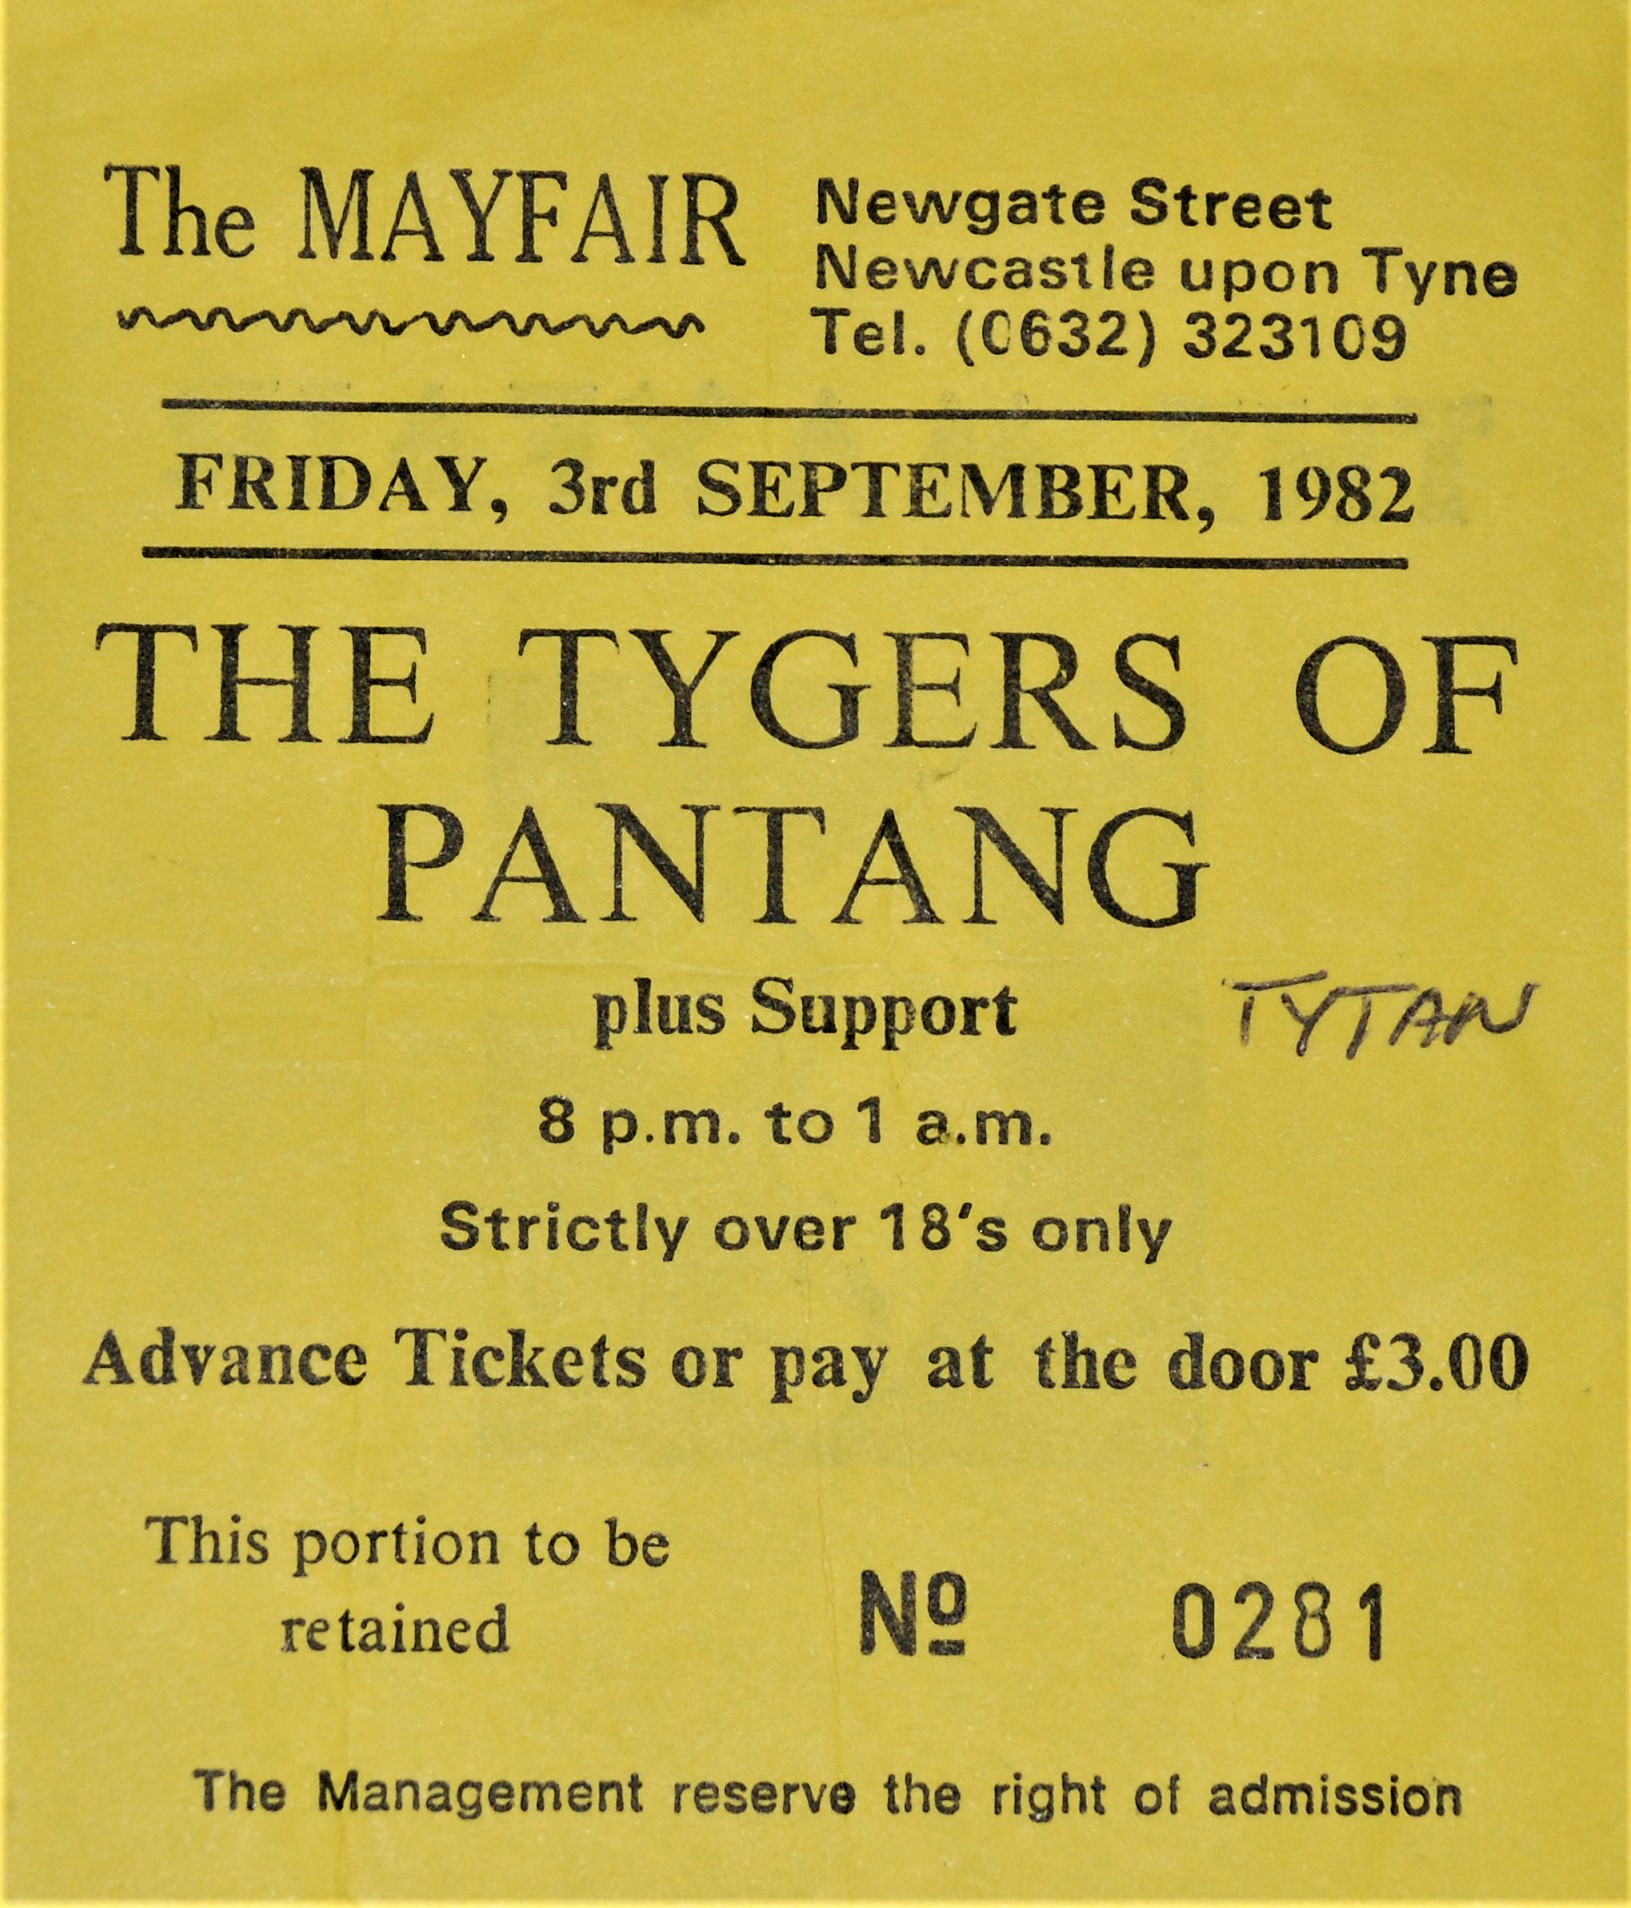 The MAYFAIR
Newgate Street
Newcastle upon Tyne
Tel. (0632) 323109
FRIDAY, 3rd SEPTEMBER, 1982
THE TYGERS OF
PANTANG
plus Support
TYTAN
8 p.m. to 1 a.m.
Strictly over 18's only
Advance Tickets or pay at the door £3.00
This portion to be
retained
Nº 0281
The Management reserve the right of admission